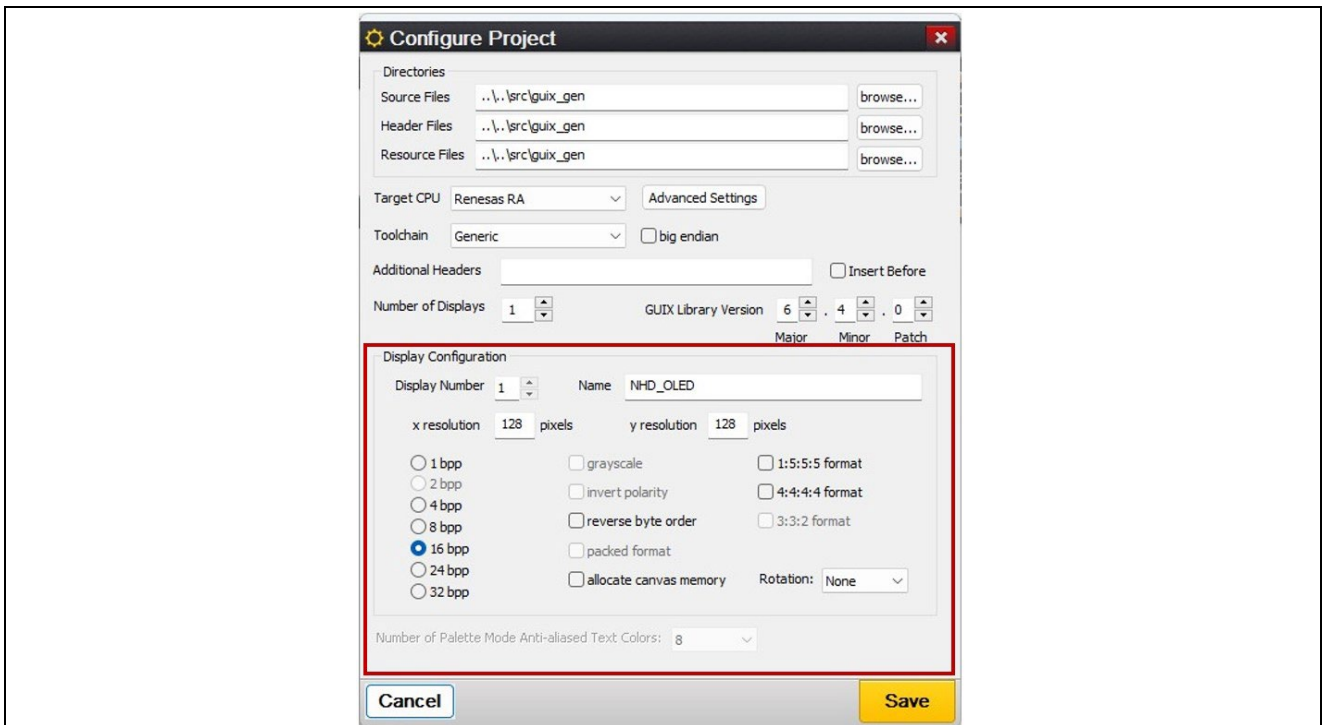 Configure Project
Directories
Source Files ..\..\src\guix_gen browse...
Header Files ..\..\src\guix_gen browse...
Resource Files ..\..\src\guix_gen browse...
Target CPU Renesas RA Advanced Settings
Toolchain Generic big endian
Additional Headers Insert Before
Number of Displays 1 GUIX Library Version 6 . 4 . 0
Major Minor Patch
Display Configuration
Display Number 1 Name NHD_OLED
x resolution 128 pixels y resolution 128 pixels
1 bpp grayscale 1:5:5:5 format
2 bpp
invert polarity 4:4:4:4 format
4 bpp
8 bpp reverse byte order 3:3:2 format
16 bpp packed format
24 bpp allocate canvas memory Rotation: None
32 bpp
Number of Palette Mode Anti-aliased Text Colors: 8
Cancel Save